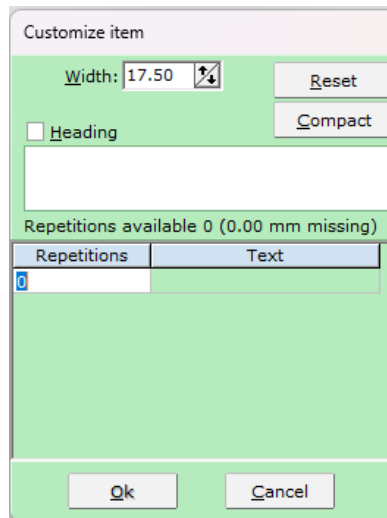 Customize item
Width: 17.50
Reset
Compact
Heading
Repetitions available 0 (0.00 mm missing)
Repetitions Text
0
Ok Cancel